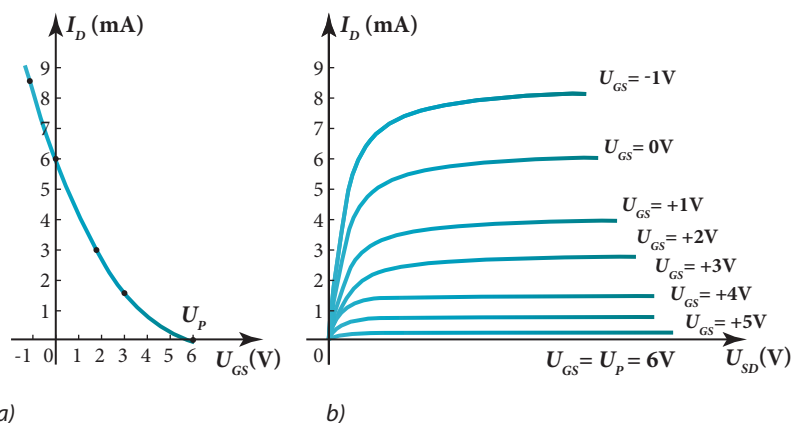 I_D (mA)
9
8
7
6
5
4
3
2
1
-1 0 1 2 3 4 5 6
U_P
U_GS(V)
a)
I_D (mA)
9
8
7
6
5
4
3
2
1
0
U_GS= -1V
U_GS= 0V
U_GS= +1V
U_GS= +2V
U_GS= +3V
U_GS= +4V
U_GS= +5V
U_GS= U_P = 6V
U_SD(V)
b)